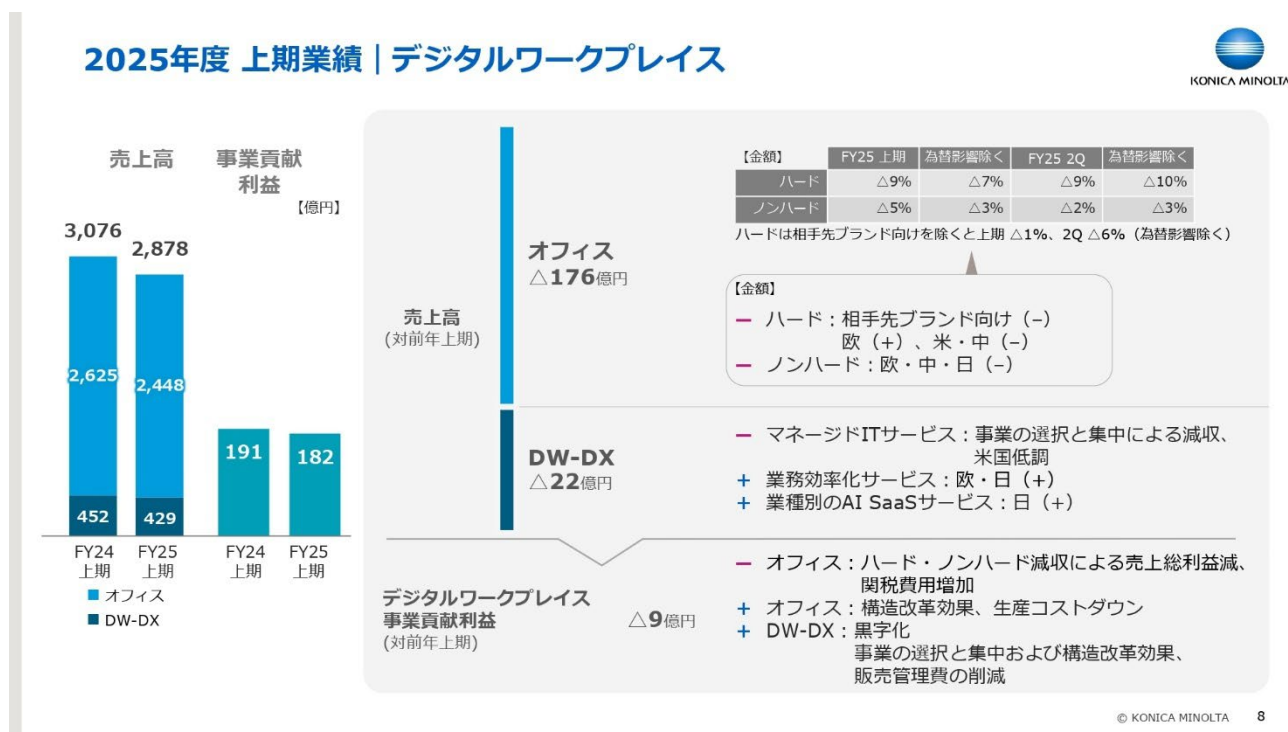 2025年度 上期業績 | デジタルワークプレイス
KONICA MINOLTA
売上高
事業貢献
利益
【億円】
3,076
2,878
2,625
2,448
452
429
191
182
FY24
上期
FY25
上期
FY24
上期
FY25
上期
オフィス
DW-DX
売上高
(対前年上期)
オフィス
△176億円
【金額】 FY25 上期 為替影響除く FY25 2Q 為替影響除く
ハード △9% △7% △9% △10%
ノンハード △5% △3% △2% △3%
ハードは相手先ブランド向けを除くと上期 △1%、2Q △6%（為替影響除く）
【金額】
ー ハード：相手先ブランド向け（–）
欧（+）、米・中（–）
ー ノンハード：欧・中・日（–）
DW-DX
△22億円
ー マネージドITサービス：事業の選択と集中による減収、
米国低調
+ 業務効率化サービス：欧・日（+）
+ 業種別のAI SaaSサービス：日（+）
デジタルワークプレイス
事業貢献利益
(対前年上期)
△9億円
ー オフィス：ハード・ノンハード減収による売上総利益減、
関税費用増加
+ オフィス：構造改革効果、生産コストダウン
+ DW-DX：黒字化
事業の選択と集中および構造改革効果、
販売管理費の削減
© KONICA MINOLTA 8